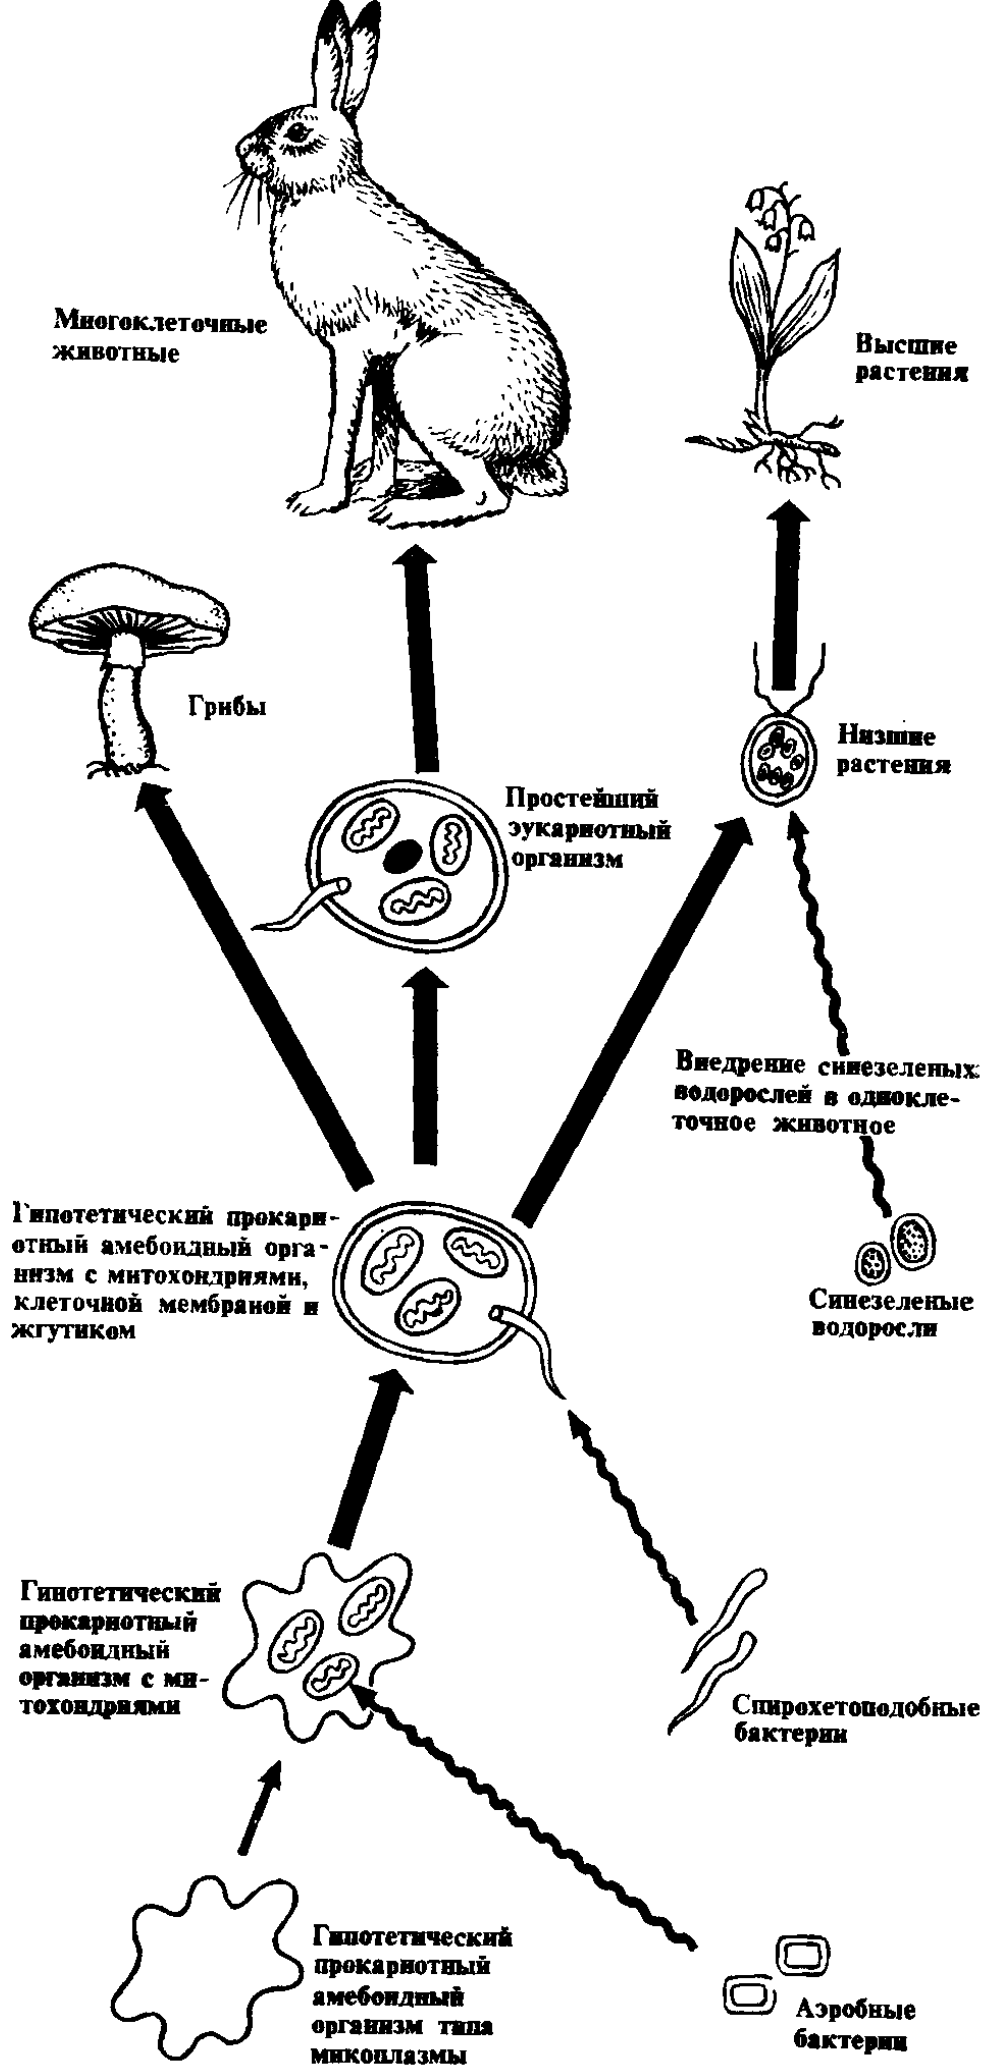 Многоклеточные
животные
Высшие
растения
Грибы
Низшие
растения
Простейший
эукариотный
организм
Внедрение синезеленых
водорослей в однокле-
точное животное
Гипотетический прокари-
отный амебоидный орга-
низм с митохондриями,
клеточной мембраной и
жгутиком
Синезеленые
водоросли
Гипотетический
прокариотный
амебоидный
организм с ми-
тохондриями
Спирохетоподобные
бактерии
Гипотетический
прокариотный
амебоидный
организм типа
микоплазмы
Аэробные
бактерии